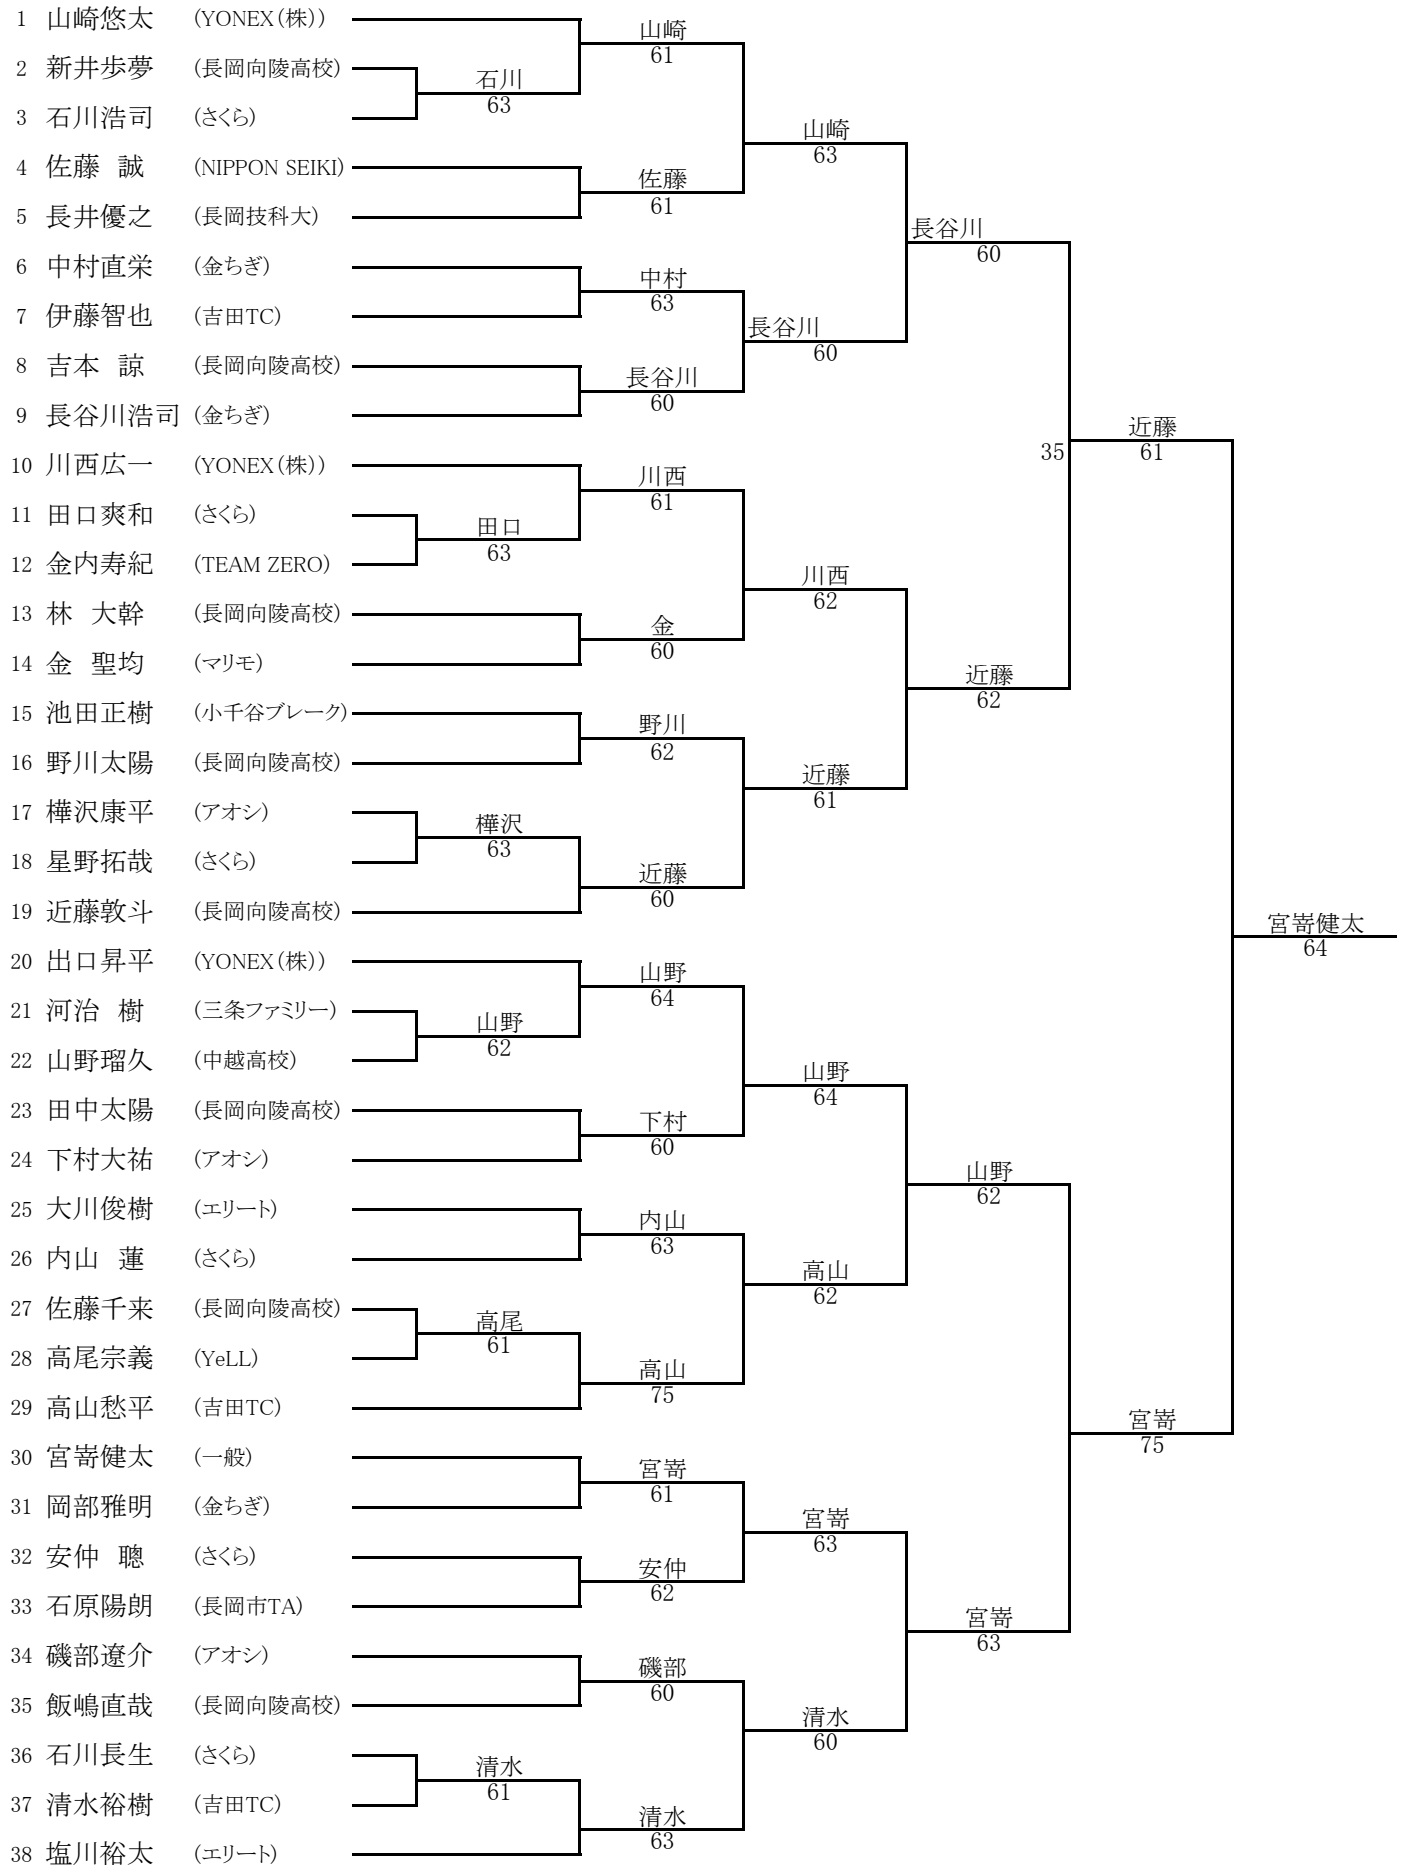 1 山崎悠太 (YONEX(株))
2 新井歩夢 (長岡向陵高校)
3 石川浩司 (さくら)
4 佐藤 誠 (NIPPON SEIKI)
5 長井優之 (長岡技科大)
6 中村直栄 (金ちぎ)
7 伊藤智也 (吉田TC)
8 吉本 諒 (長岡向陵高校)
9 長谷川浩司 (金ちぎ)
10 川西広一 (YONEX(株))
11 田口爽和 (さくら)
12 金内寿紀 (TEAM ZERO)
13 林 大幹 (長岡向陵高校)
14 金 聖均 (マリモ)
15 池田正樹 (小千谷ブレーク)
16 野川太陽 (長岡向陵高校)
17 樺沢康平 (アオシ)
18 星野拓哉 (さくら)
19 近藤敦斗 (長岡向陵高校)
20 出口昇平 (YONEX(株))
21 河治 樹 (三条ファミリー)
22 山野瑠久 (中越高校)
23 田中太陽 (長岡向陵高校)
24 下村大祐 (アオシ)
25 大川俊樹 (エリート)
26 内山 蓮 (さくら)
27 佐藤千来 (長岡向陵高校)
28 高尾宗義 (YeLL)
29 高山愁平 (吉田TC)
30 宮嵜健太 (一般)
31 岡部雅明 (金ちぎ)
32 安仲 聰 (さくら)
33 石原陽朗 (長岡市TA)
34 磯部遼介 (アオシ)
35 飯嶋直哉 (長岡向陵高校)
36 石川長生 (さくら)
37 清水裕樹 (吉田TC)
38 塩川裕太 (エリート)
石川
63
田口
63
樺沢
63
山野
62
高尾
61
清水
61
山崎
61
佐藤
61
中村
63
長谷川
60
川西
61
金
60
野川
62
近藤
60
山野
64
下村
60
内山
63
高山
75
宮嵜
61
安仲
62
磯部
60
清水
63
山崎
63
長谷川
60
川西
62
近藤
61
山野
64
高山
62
宮嵜
63
清水
60
長谷川
60
近藤
62
山野
62
宮嵜
63
35
近藤
61
宮嵜
75
宮嵜健太
64